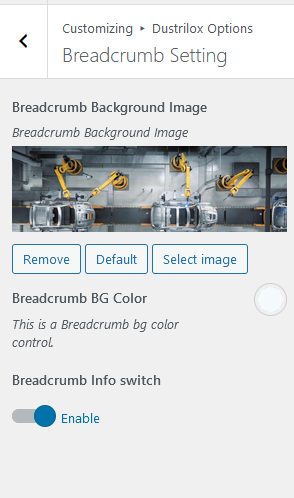 Customizing ▸ Dustrilox Options
Breadcrumb Setting
Breadcrumb Background Image
Breadcrumb Background Image
Remove
Default
Select image
Breadcrumb BG Color
This is a Breadcrumb bg color
control.
Breadcrumb Info switch
Enable